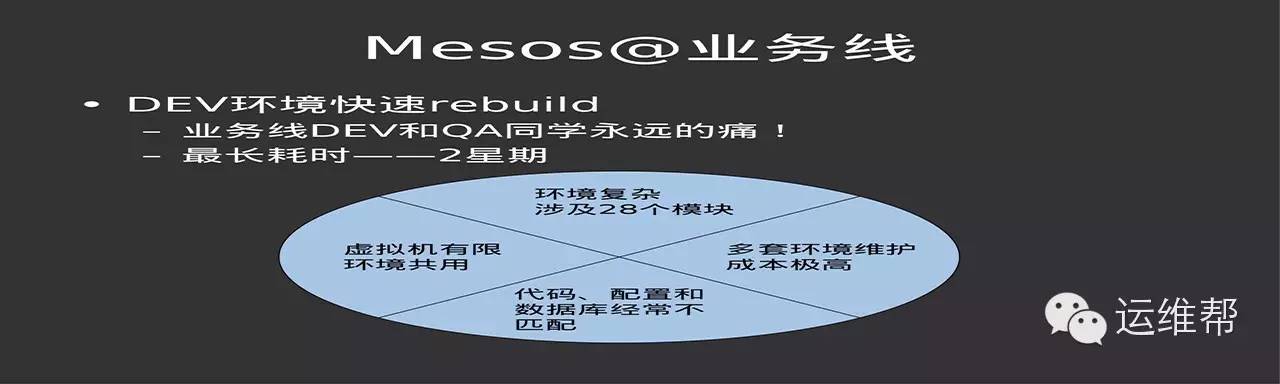 Mesos@业务线
• DEV环境快速rebuild
– 业务线DEV和QA同学永远的痛！
– 最长耗时——2星期
环境复杂
涉及28个模块
虚拟机有限
环境共用
多套环境维护
成本极高
代码、配置和
数据库经常不
匹配
运维帮